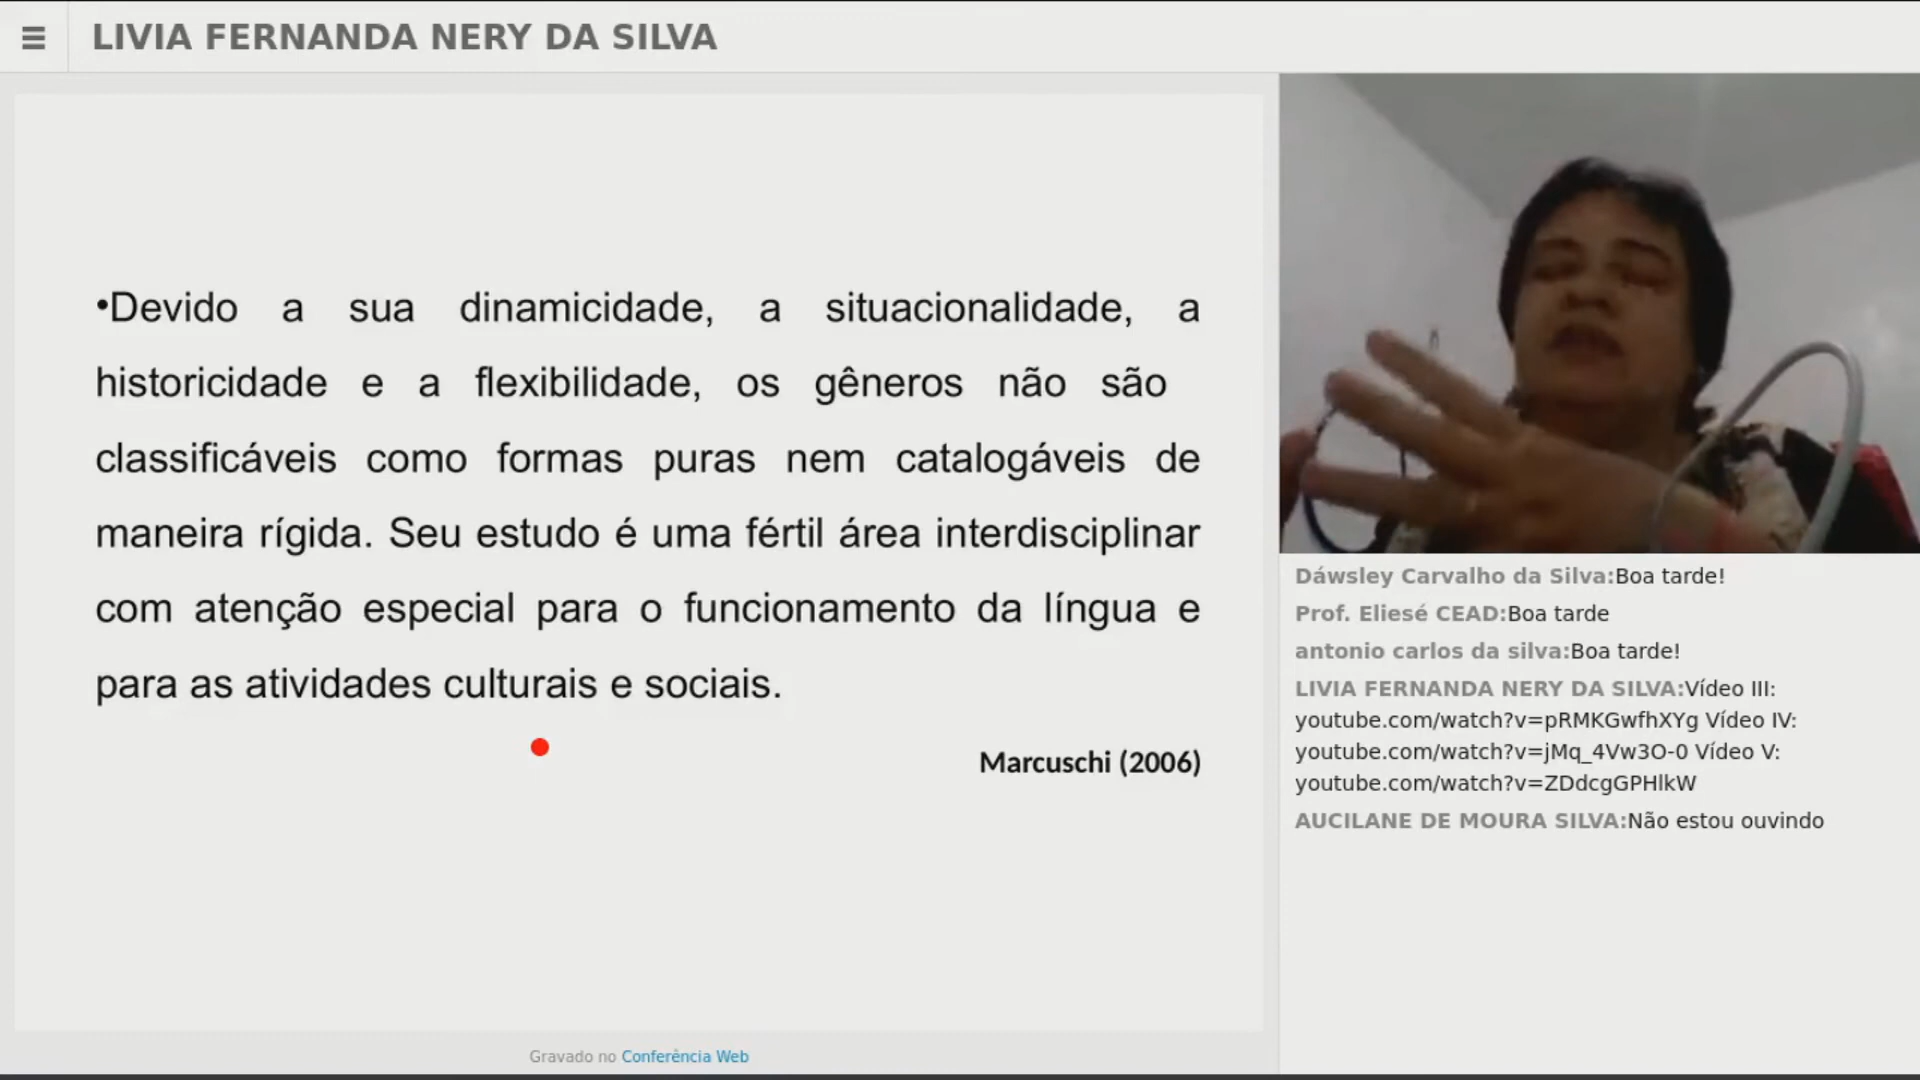 LIVIA FERNANDA NERY DA SILVA
•Devido a sua dinamicidade, a situacionalidade, a
historicidade e a flexibilidade, os gêneros não são
classificáveis como formas puras nem catalogáveis de
maneira rígida. Seu estudo é uma fértil área interdisciplinar
com atenção especial para o funcionamento da língua e
para as atividades culturais e sociais.
Marcuschi (2006)
Gravado no Conferência Web
Dáwsley Carvalho da Silva:Boa tarde!
Prof. Eliesé CEAD:Boa tarde
antonio carlos da silva:Boa tarde!
LIVIA FERNANDA NERY DA SILVA:Vídeo III:
youtube.com/watch?v=pRMKGwfhXYg Vídeo IV:
youtube.com/watch?v=jMq_4Vw3O-0 Vídeo V:
youtube.com/watch?v=ZDdcgGPHlkW
AUCILANE DE MOURA SILVA:Não estou ouvindo